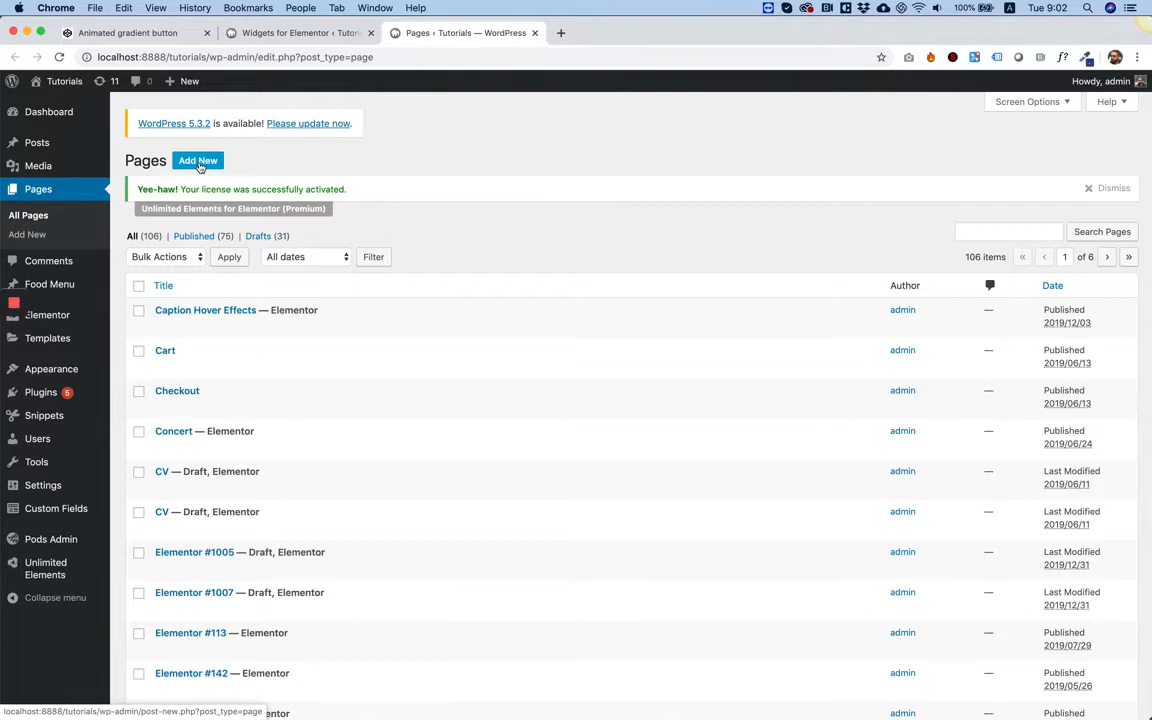 Chrome File Edit View History Bookmarks People Tab Window Help 100% Tue 9:02
Animated gradient button
Widgets for Elementor ‹ Tutori
Pages ‹ Tutorials — WordPress
localhost:8888/tutorials/wp-admin/edit.php?post_type=page
Tutorials 11 0 New Howdy, admin
Screen Options Help
Dashboard
Posts
Media
Pages
All Pages
Add New
Comments
Food Menu
Elementor
Templates
Appearance
Plugins 5
Snippets
Users
Tools
Settings
Custom Fields
Pods Admin
Unlimited
Elements
Collapse menu
WordPress 5.3.2 is available! Please update now.
Pages Add New
Yee-haw! Your license was successfully activated. Dismiss
Unlimited Elements for Elementor (Premium)
All (106) | Published (75) | Drafts (31) Search Pages
Bulk Actions Apply All dates Filter 106 items « ‹ 1 of 6 › »
Title Author Date
Caption Hover Effects — Elementor admin — Published
2019/12/03
Cart admin — Published
2019/06/13
Checkout admin — Published
2019/06/13
Concert — Elementor admin — Published
2019/06/24
CV — Draft, Elementor admin — Last Modified
2019/06/11
CV — Draft, Elementor admin — Last Modified
2019/06/11
Elementor #1005 — Draft, Elementor admin — Last Modified
2019/12/31
Elementor #1007 — Draft, Elementor admin — Last Modified
2019/12/31
Elementor #113 — Elementor admin — Published
2019/07/29
Elementor #142 — Elementor admin — Published
2019/05/26
admin — Published
localhost:8888/tutorials/wp-admin/post-new.php?post_type=page